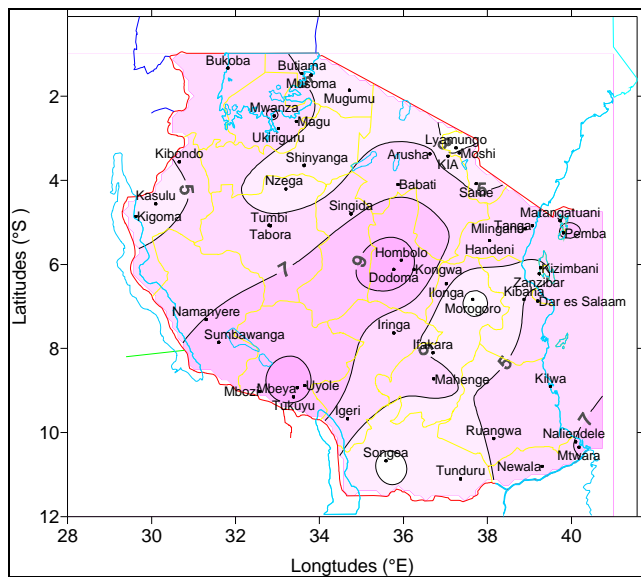 Bukoba
Butiama
Musoma
Mugumu
2
Mwanza
Magu
Ukiriguru
Lyamungo
Moshi
Arusha
KIA
Kibondo
Shinyanga
5
Nzega
Babati
Same
4
Kasulu
Kigoma
Singida
Tumbi
Tabora
Matangatuani
Tanga
Mlingano
Pemba
Handeni
Hombolo
9
7
Dodoma
Kongwa
Kizimbani
Zanzibar
6
Ilonga
Kibaha
Morogoro
Dar es Salaam
Namanyere
Iringa
Sumbawanga
Ifakara
5
8
Mahenge
Mbozi
Mbeya
Uyole
Tukuyu
Kilwa
Igeri
7
10
Ruangwa
Naliendele
Mtwara
Songea
Newala
Tunduru
12
28 30 32 34 36 38 40
Latitudes (°S)
Longtudes (°E)